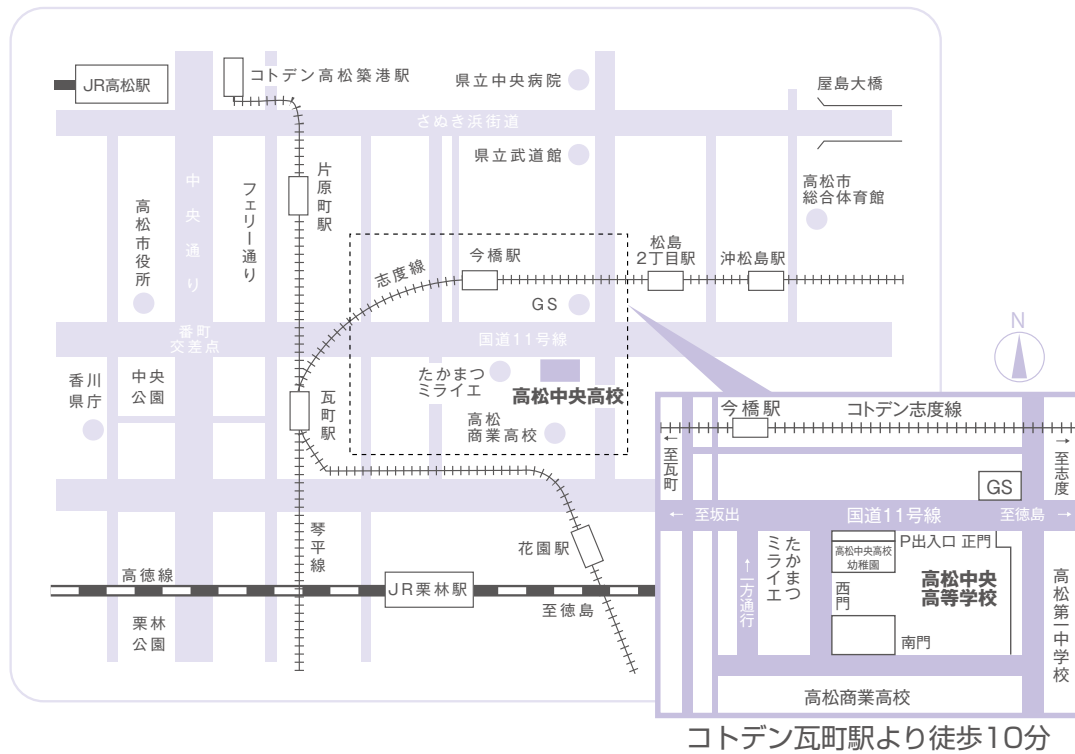 JR高松駅
コトデン高松築港駅
県立中央病院
屋島大橋
さぬき浜街道
県立武道館
片原町駅
中央通り
フェリー通り
高松市役所
高松市
総合体育館
志度線
今橋駅
松島
2丁目駅
沖松島駅
GS
番町
交差点
国道11号線
N
香川
県庁
中央
公園
瓦町駅
たかまつ
ミライエ
高松中央高校
高松
商業高校
琴平線
花園駅
高徳線
JR栗林駅
至徳島
栗林
公園
今橋駅
コトデン志度線
←至瓦町
→至志度
GS
← 至坂出
国道11号線
至徳島 →
たかまつ
ミライエ
←一方通行
P出入口 正門
高松中央高校
幼稚園
高松中央
高等学校
西門
南門
高松第一中学校
高松商業高校
コトデン瓦町駅より徒歩10分